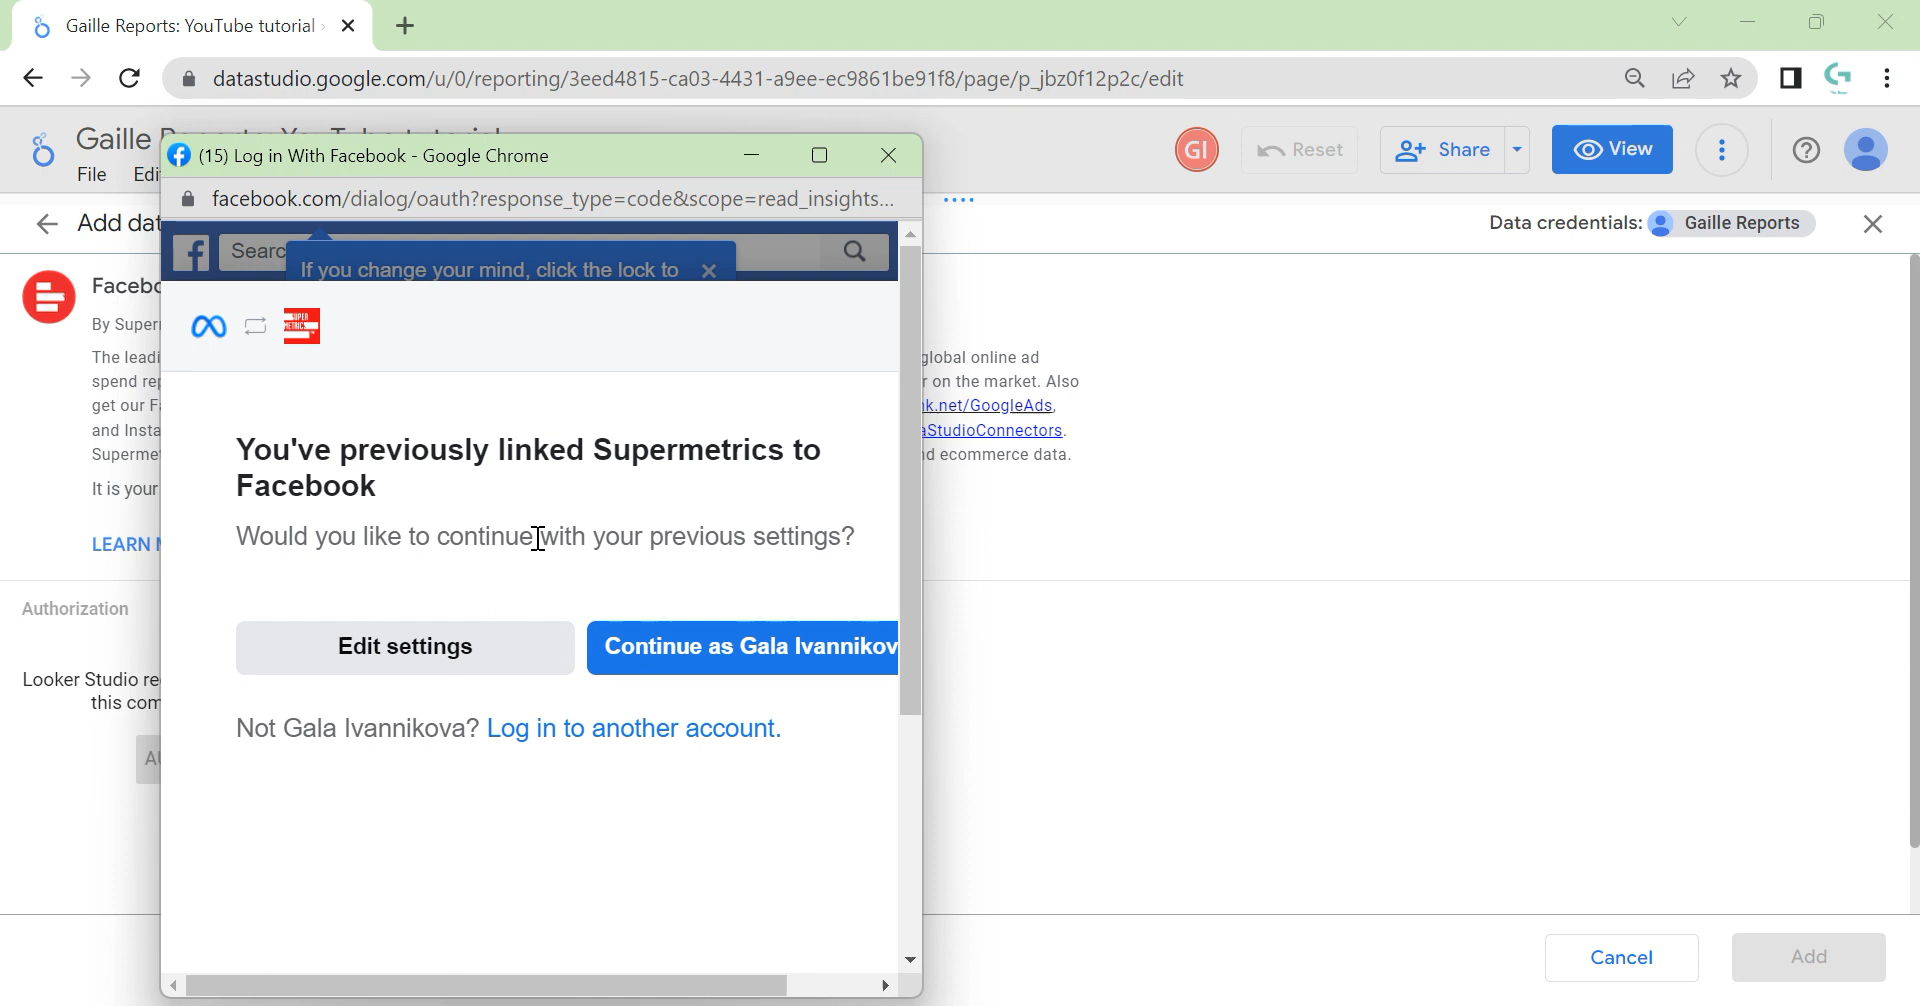 Gaille Reports: YouTube tutorial
datastudio.google.com/u/0/reporting/3eed4815-ca03-4431-a9ee-ec9861be91f8/page/p_jbz0f12p2c/edit
Gaille
File Edi
GI
Reset
Share
View
(15) Log in With Facebook - Google Chrome
facebook.com/dialog/oauth?response_type=code&scope=read_insights...
Add dat
Data credentials: Gaille Reports
Searc
If you change your mind, click the lock to
Facebo
By Superr
SUPER METRICS
The leadi
global online ad
spend rep
r on the market. Also
get our F
k.net/GoogleAds,
and Insta
aStudioConnectors.
Superme
d ecommerce data.
It is your
LEARN
You've previously linked Supermetrics to
Facebook
Would you like to continue with your previous settings?
Authorization
Edit settings
Continue as Gala Ivannikov
Looker Studio re
this com
Not Gala Ivannikova? Log in to another account.
AU
Cancel
Add